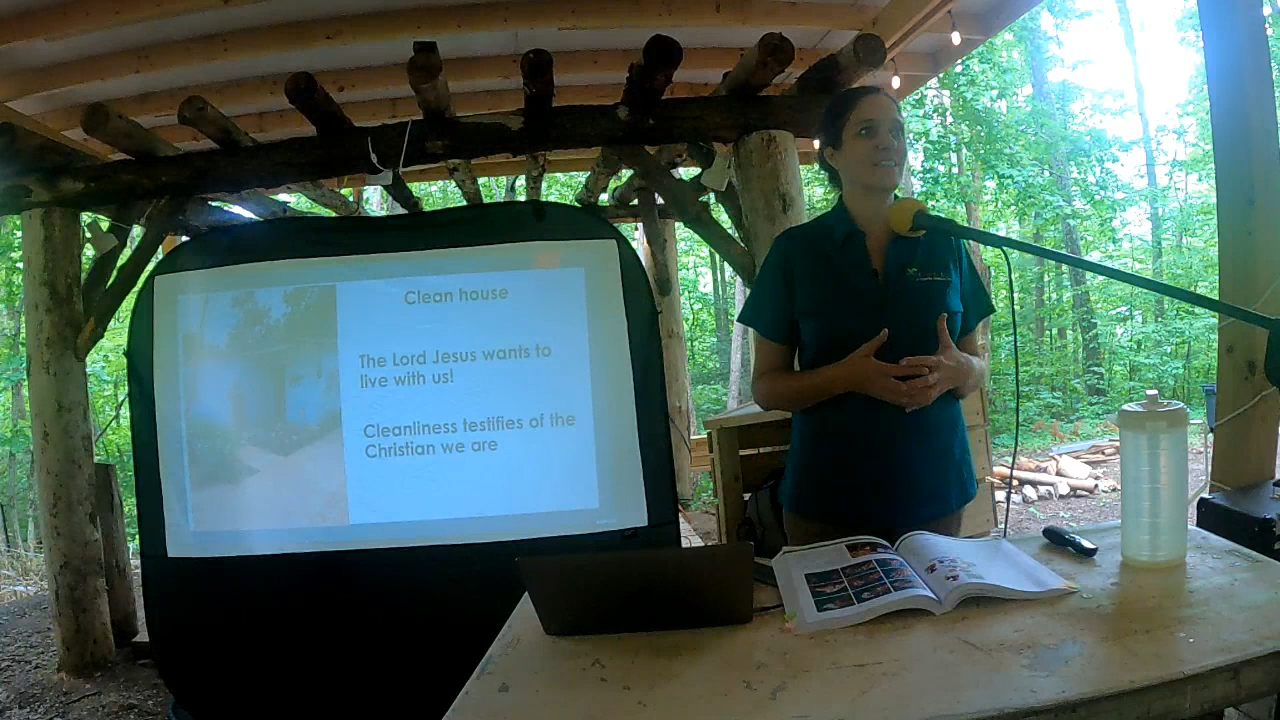 Clean house
The Lord Jesus wants to
live with us!
Cleanliness testifies of the
Christian we are